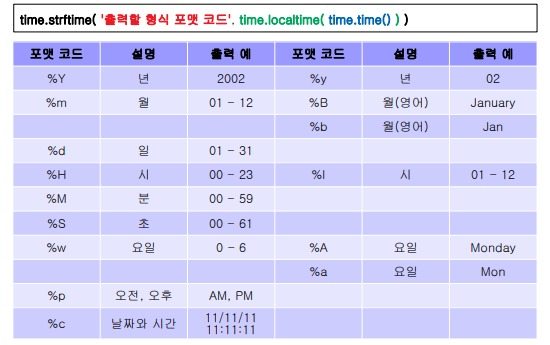 time.strftime( '출력할 형식 포맷 코드'. time.localtime( time.time() ) )
포맷 코드 설명 출력 예 포맷 코드 설명 출력 예
%Y 년 2002 %y 년 02
%m 월 01 - 12 %B 월(영어) January
%b 월(영어) Jan
%d 일 01 - 31
%H 시 00 - 23 %I 시 01 - 12
%M 분 00 - 59
%S 초 00 - 61
%w 요일 0 - 6 %A 요일 Monday
%a 요일 Mon
%p 오전, 오후 AM, PM
%c 날짜와 시간 11/11/11
11:11:11